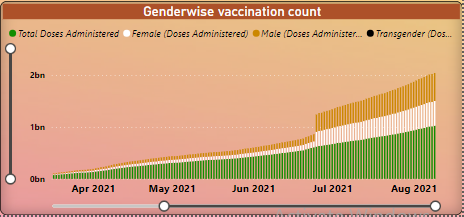 Genderwise vaccination count
Total Doses Administered Female (Doses Administered) Male (Doses Administer... Transgender (Dos...
2bn
1bn
0bn
Apr 2021 May 2021 Jun 2021 Jul 2021 Aug 2021